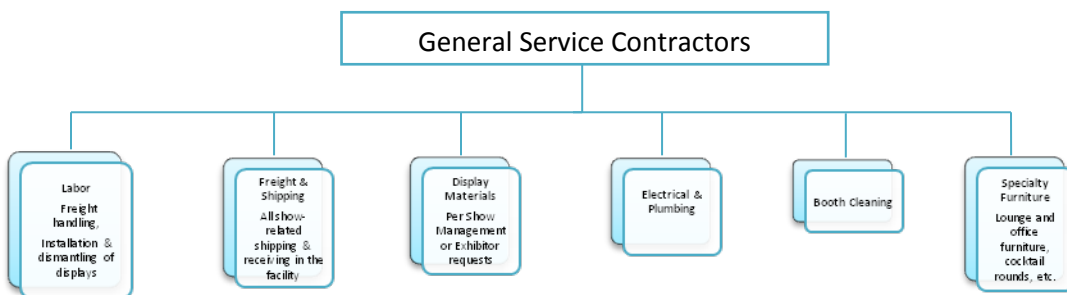 General Service Contractors
Labor
Freight
handling,
Installation &
dismantling of
displays
Freight &
Shipping
All show-
related
shipping &
receiving in the
facility
Display
Materials
Per Show
Management
or Exhibitor
requests
Electrical &
Plumbing
Booth Cleaning
Specialty
Furniture
Lounge and
office
furniture,
cocktail
rounds, etc.